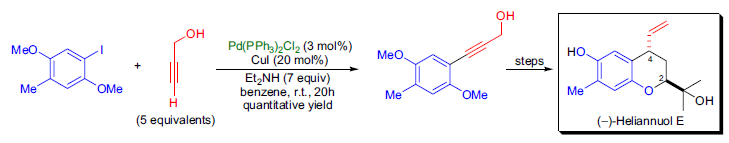 MeO
I
Me
OMe
+
OH
H
(5 equivalents)
Pd(PPh3)2Cl2 (3 mol%)
CuI (20 mol%)
Et2NH (7 equiv)
benzene, r.t., 20h
quantitative yield
OH
MeO
Me
OMe
steps
HO
4
Me
O
2
OH
(−)-Heliannuol E